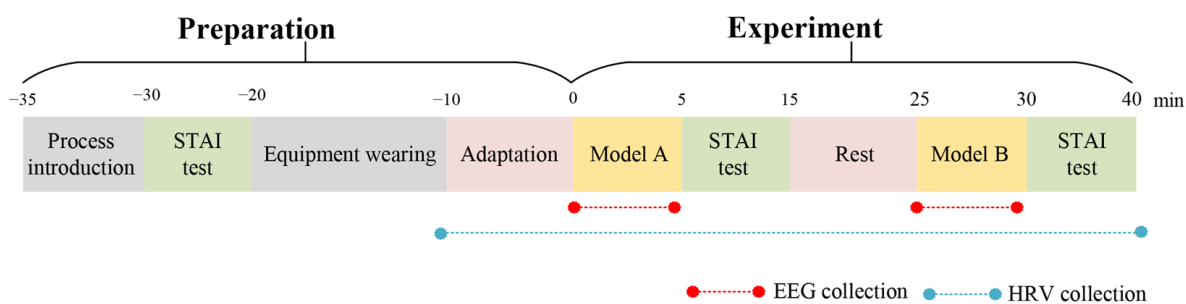 Preparation Experiment
−35 −30 −20 −10 0 5 15 25 30 40 min
Process introduction
STAI test
Equipment wearing
Adaptation
Model A
STAI test
Rest
Model B
STAI test
EEG collection HRV collection